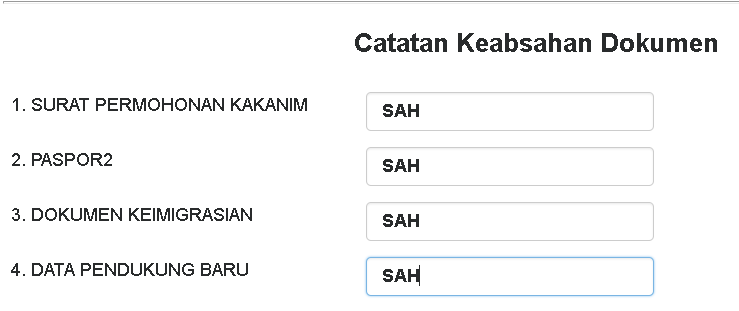 Catatan Keabsahan Dokumen
1. SURAT PERMOHONAN KAKANIM SAH
2. PASPOR2 SAH
3. DOKUMEN KEIMIGRASIAN SAH
4. DATA PENDUKUNG BARU SAH